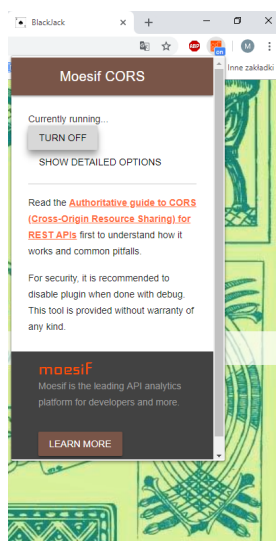 BlackJack
ABP
on
M
Moesif CORS
Inne zakładki
Currently running...
TURN OFF
SHOW DETAILED OPTIONS
Read the Authoritative guide to CORS
(Cross-Origin Resource Sharing) for
REST APIs first to understand how it
works and common pitfalls.
For security, it is recommended to
disable plugin when done with debug.
This tool is provided without warranty of
any kind.
moesif
Moesif is the leading API analytics
platform for developers and more.
LEARN MORE